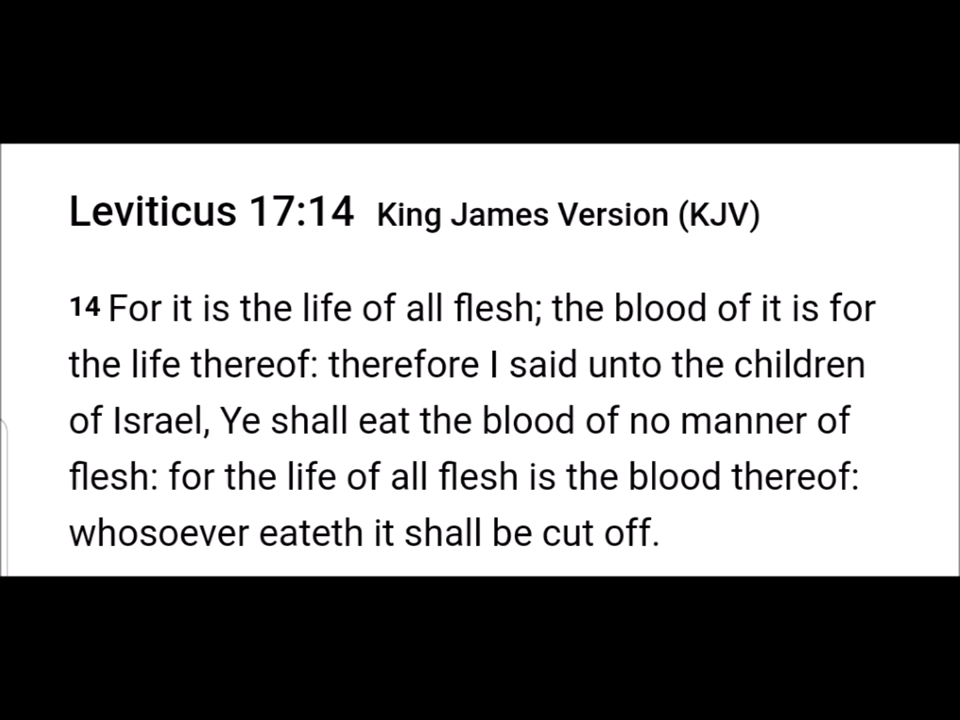 Leviticus 17:14 King James Version (KJV)
14 For it is the life of all flesh; the blood of it is for
the life thereof: therefore I said unto the children
of Israel, Ye shall eat the blood of no manner of
flesh: for the life of all flesh is the blood thereof:
whosoever eateth it shall be cut off.